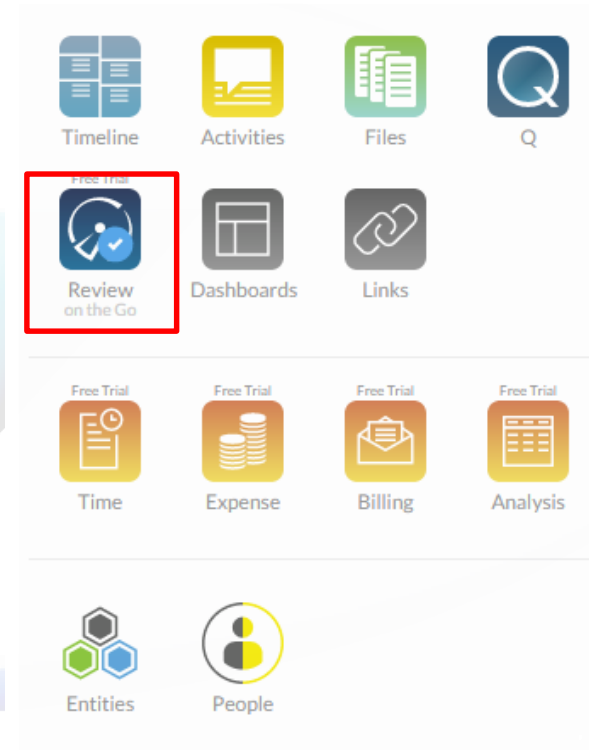 Timeline Activities Files Q
Free Trial
Review Dashboards Links
on the Go
Free Trial Free Trial Free Trial Free Trial
Time Expense Billing Analysis
Entities People